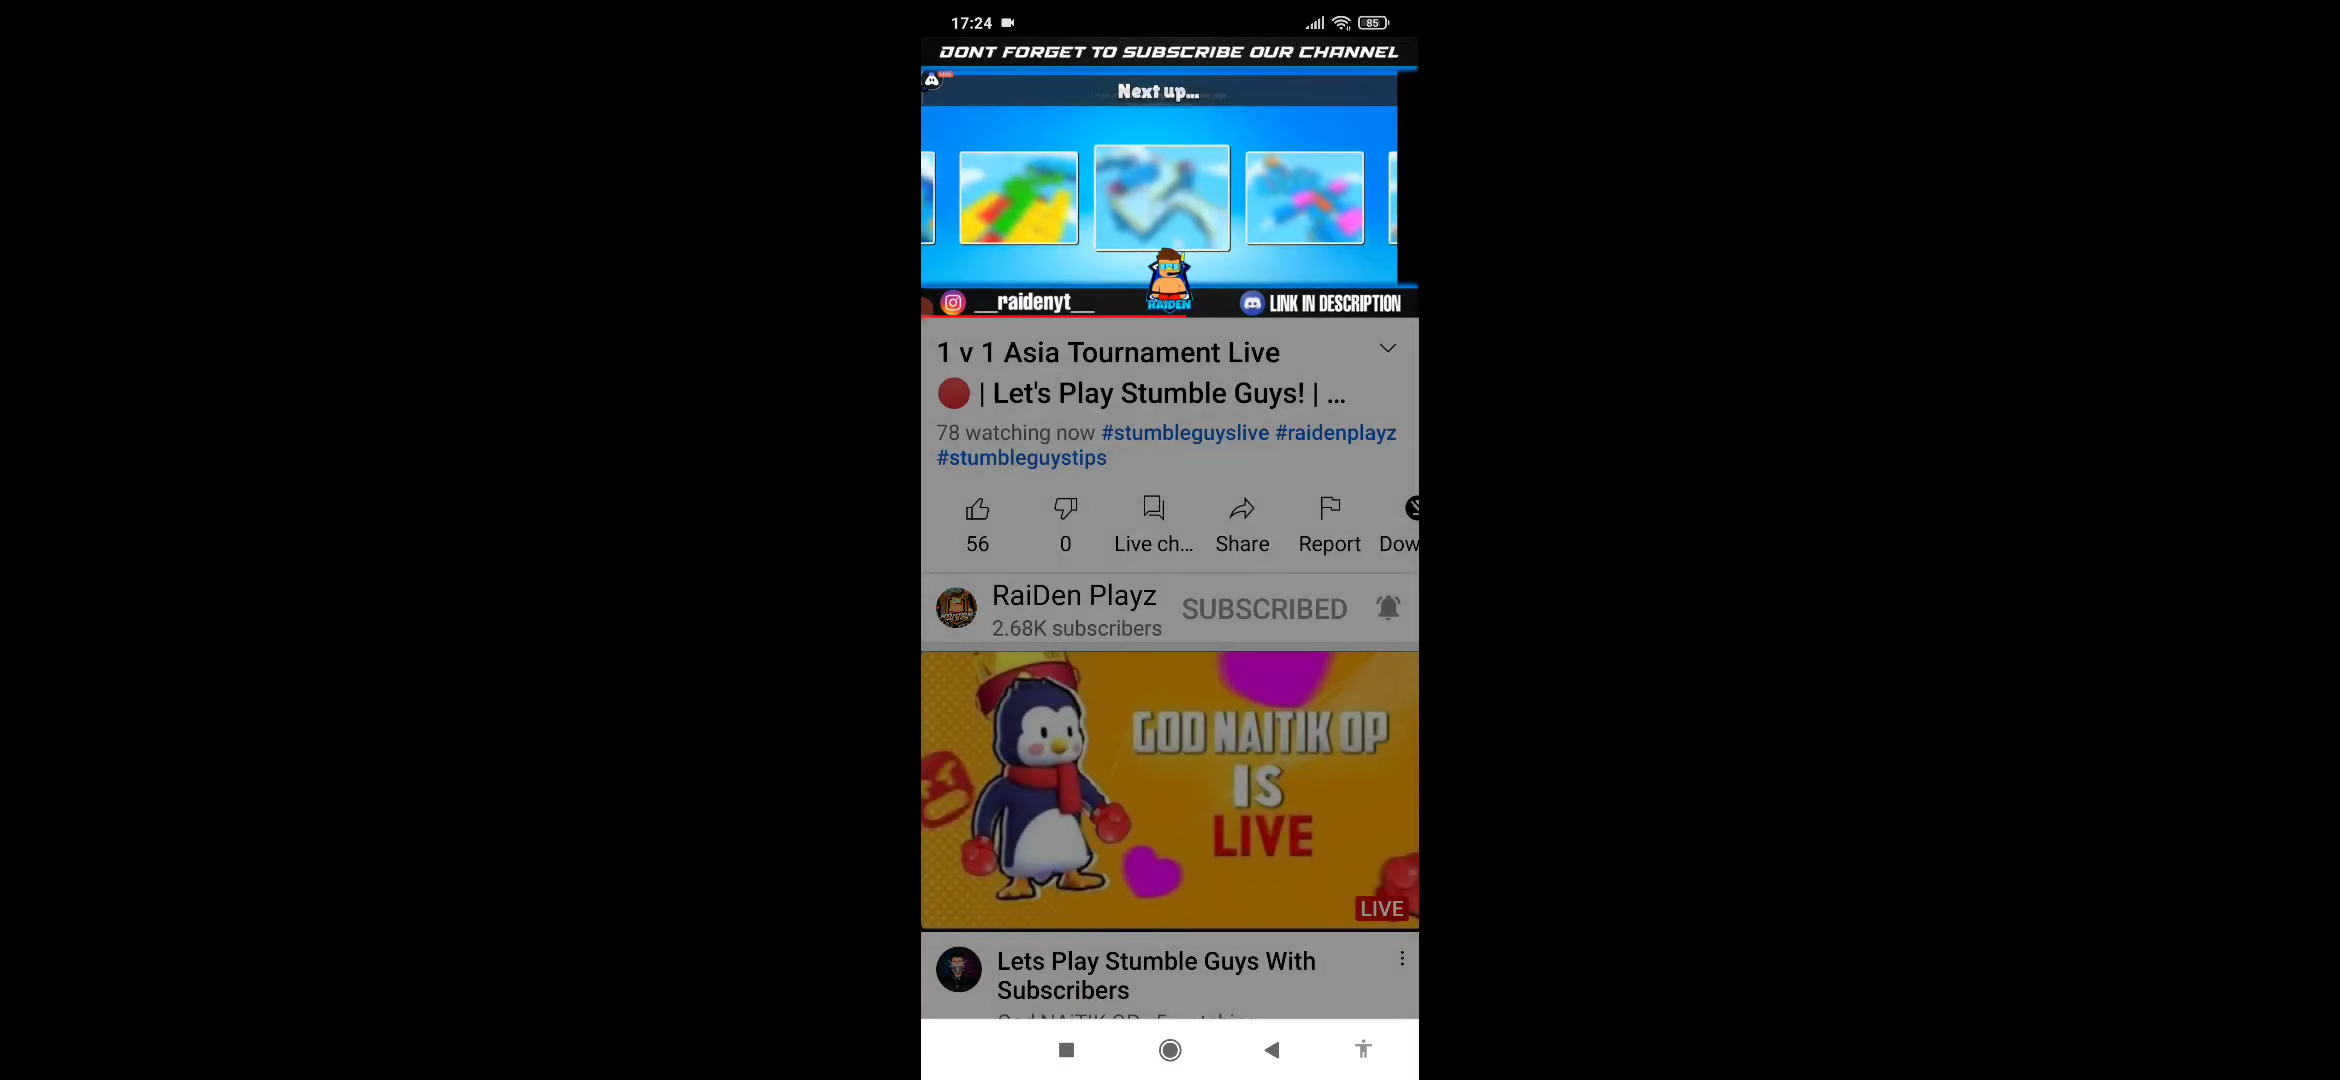 17:24
85
DONT FORGET TO SUBSCRIBE OUR CHANNEL
Next up...
RAIDEN
__raidenyt__
LINK IN DESCRIPTION
1 v 1 Asia Tournament Live
🔴 | Let's Play Stumble Guys! | ...
78 watching now #stumbleguyslive #raidenplayz
#stumbleguystips
56
0
Live ch...
Share
Report
Dow
RaiDen Playz
2.68K subscribers
SUBSCRIBED
GOD NAITIK OP
IS
LIVE
LIVE
Lets Play Stumble Guys With
Subscribers